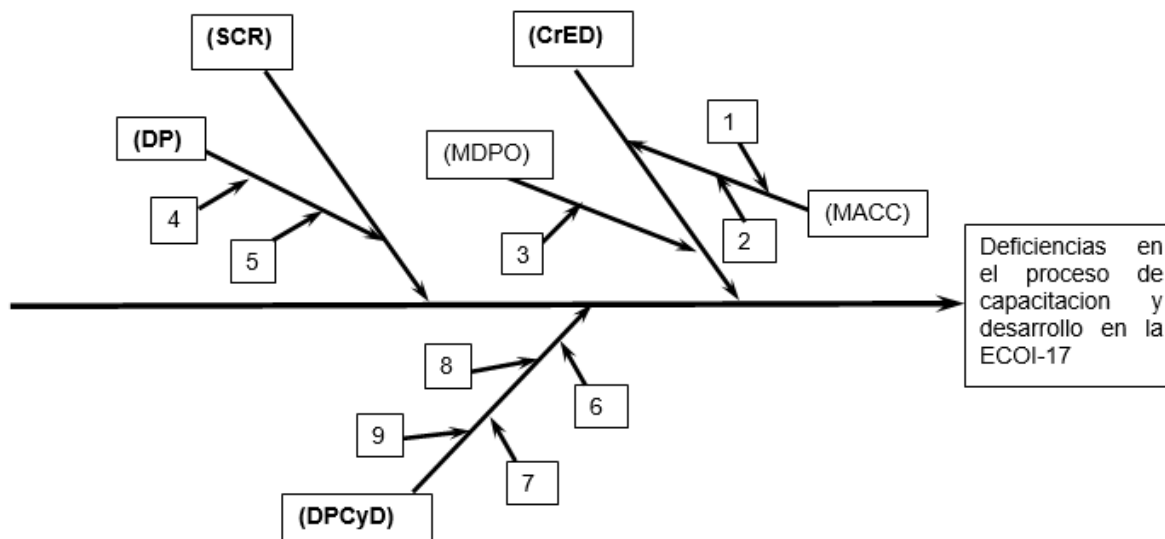 (SCR)
(CrED)
(DP)
(MDPO)
1
(MACC)
4
5
3
2
Deficiencias en
el proceso de
capacitacion y
desarrollo en la
ECOI-17
8
6
9
7
(DPCyD)